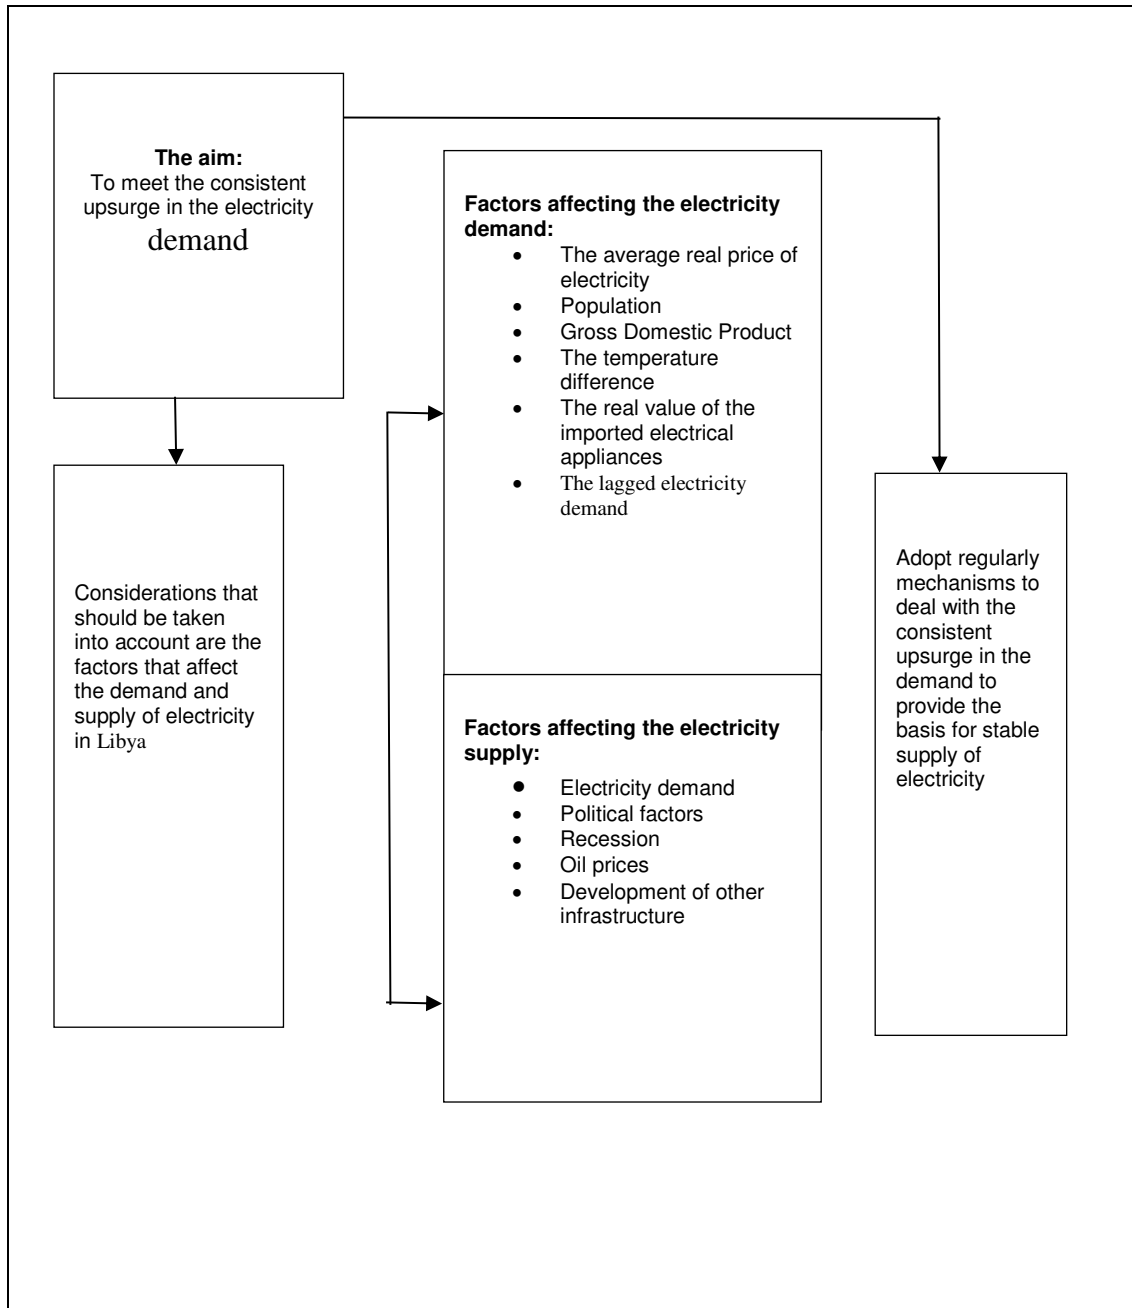 The aim:
To meet the consistent
upsurge in the electricity
demand
Considerations that
should be taken
into account are the
factors that affect
the demand and
supply of electricity
in Libya
Factors affecting the electricity
demand:
• The average real price of
electricity
• Population
• Gross Domestic Product
• The temperature
difference
• The real value of the
imported electrical
appliances
• The lagged electricity
demand
Factors affecting the electricity
supply:
• Electricity demand
• Political factors
• Recession
• Oil prices
• Development of other
infrastructure
Adopt regularly
mechanisms to
deal with the
consistent
upsurge in the
demand to
provide the
basis for stable
supply of
electricity